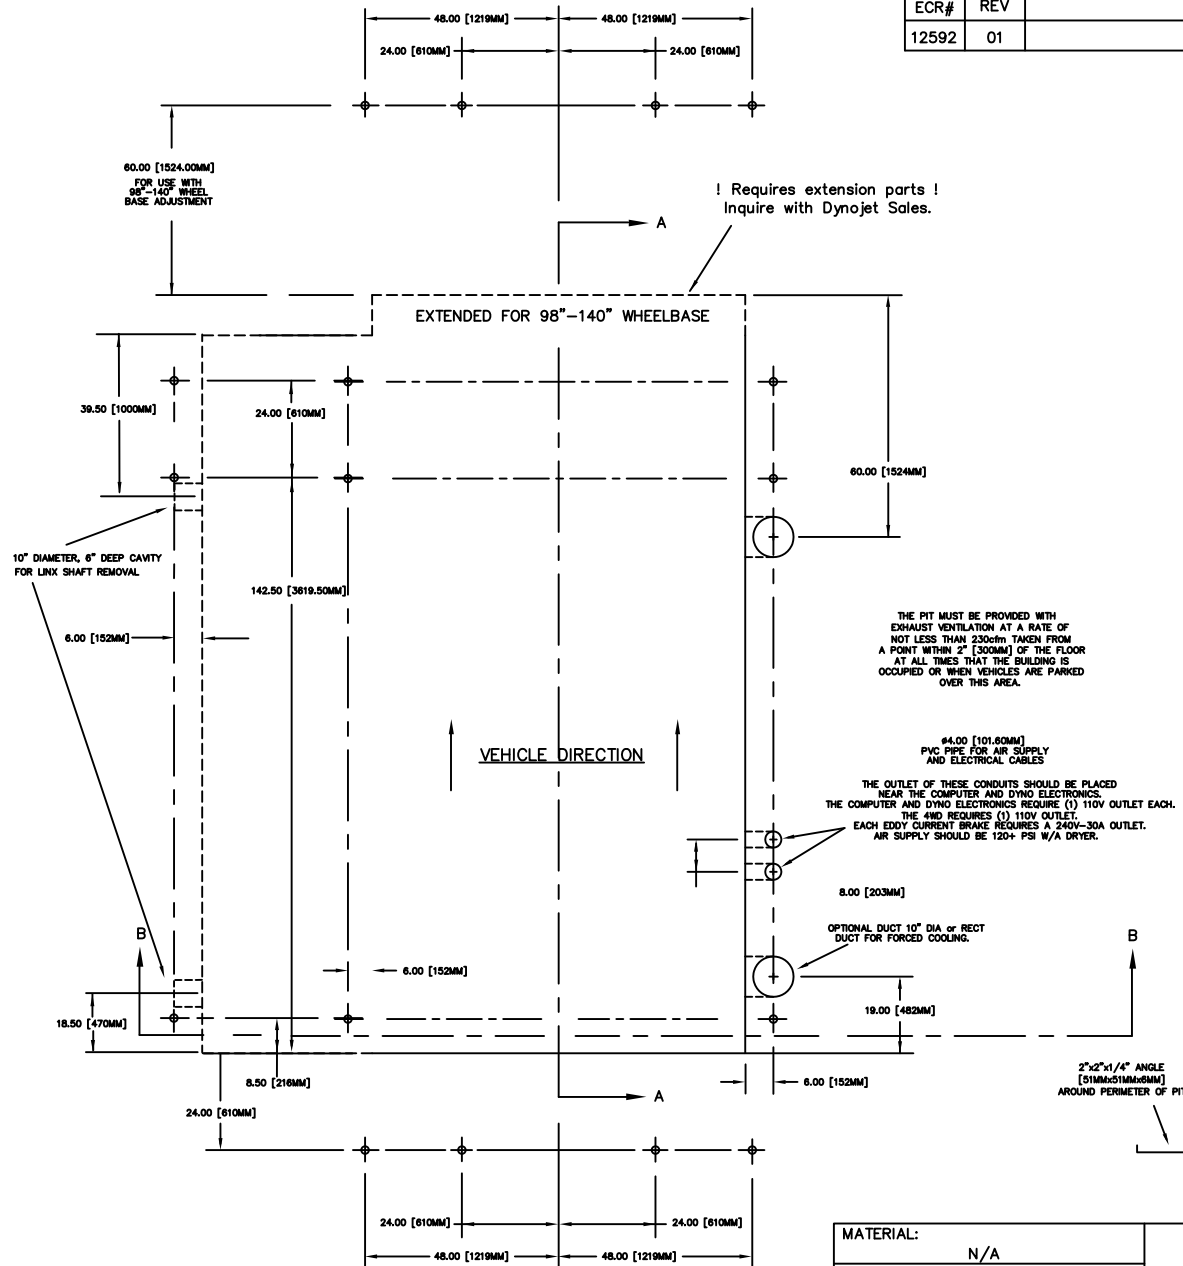 48.00 [1219MM]
48.00 [1219MM]
24.00 [610MM]
24.00 [610MM]
ECR#
REV
12592
01
60.00 [1524.00MM]
FOR USE WITH
98"-140" WHEEL
BASE ADJUSTMENT
! Requires extension parts !
Inquire with Dynojet Sales.
A
EXTENDED FOR 98"-140" WHEELBASE
39.50 [1000MM]
24.00 [610MM]
60.00 [1524MM]
10" DIAMETER, 6" DEEP CAVITY
FOR LINX SHAFT REMOVAL
142.50 [3619.50MM]
6.00 [152MM]
THE PIT MUST BE PROVIDED WITH
EXHAUST VENTILATION AT A RATE OF
NOT LESS THAN 230cfm TAKEN FROM
A POINT WITHIN 2" [300MM] OF THE FLOOR
AT ALL TIMES THAT THE BUILDING IS
OCCUPIED OR WHEN VEHICLES ARE PARKED
OVER THIS AREA.
VEHICLE DIRECTION
ø4.00 [101.60MM]
PVC PIPE FOR AIR SUPPLY
AND ELECTRICAL CABLES
THE OUTLET OF THESE CONDUITS SHOULD BE PLACED
NEAR THE COMPUTER AND DYNO ELECTRONICS.
THE COMPUTER AND DYNO ELECTRONICS REQUIRE (1) 110V OUTLET EACH.
THE 4WD REQUIRES (1) 110V OUTLET.
EACH EDDY CURRENT BRAKE REQUIRES A 240V-30A OUTLET.
AIR SUPPLY SHOULD BE 120+ PSI W/A DRYER.
8.00 [203MM]
OPTIONAL DUCT 10" DIA or RECT
DUCT FOR FORCED COOLING.
B
B
6.00 [152MM]
18.50 [470MM]
19.00 [482MM]
8.50 [216MM]
6.00 [152MM]
2"x2"x1/4" ANGLE
[51MMx51MMx6MM]
AROUND PERIMETER OF PIT
A
24.00 [610MM]
24.00 [610MM]
24.00 [610MM]
48.00 [1219MM]
48.00 [1219MM]
MATERIAL:
N/A